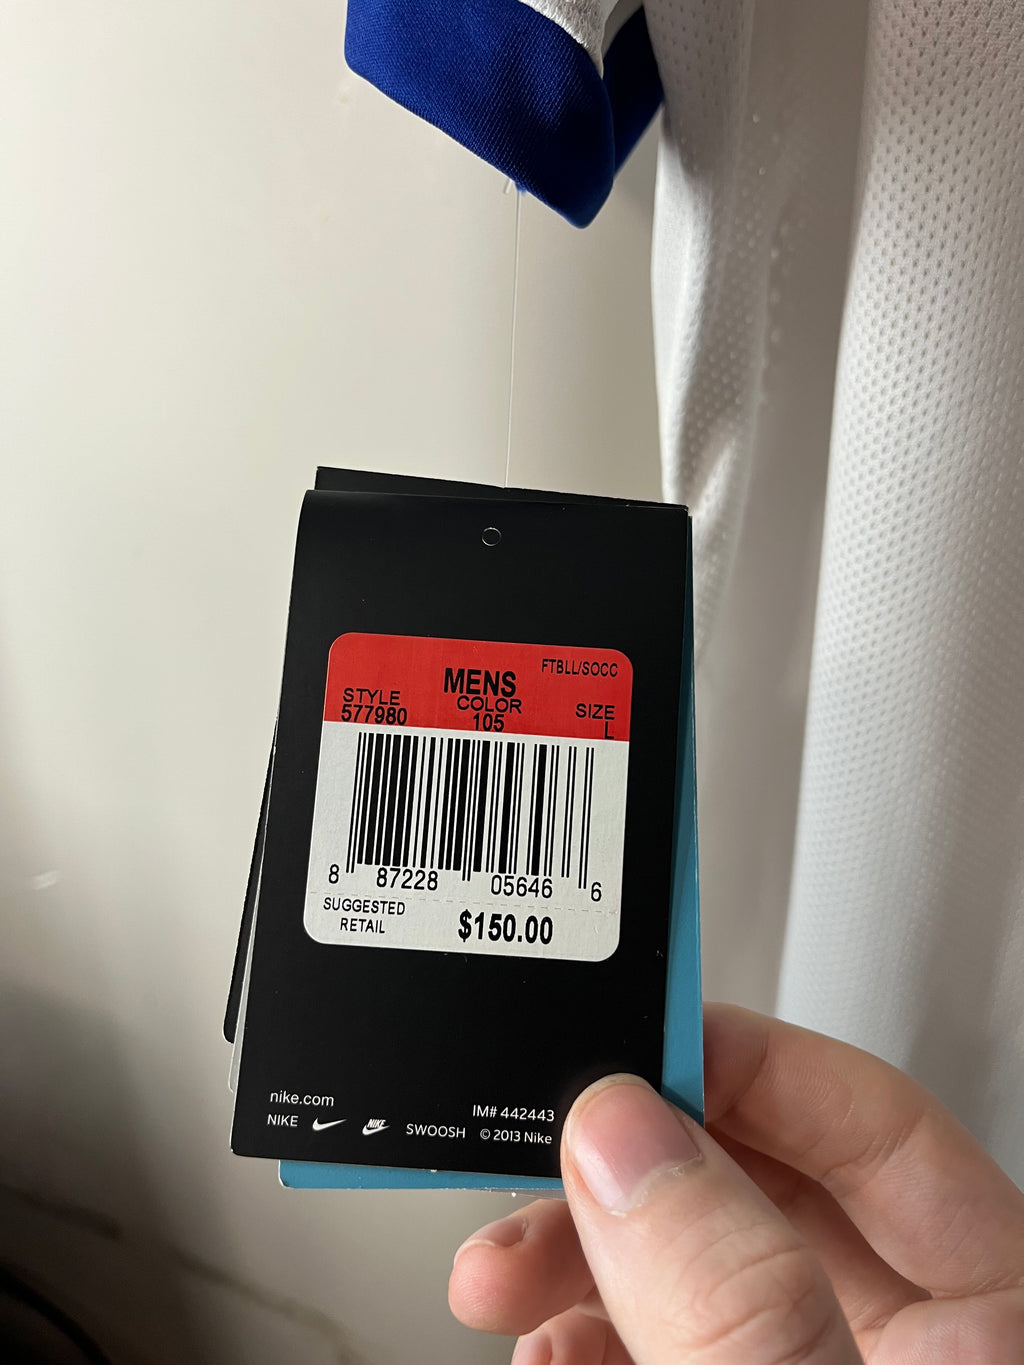 FTBLL/SOCC
MENS
STYLE COLOR SIZE
577980 105 L
8 87228 05646 6
SUGGESTED
RETAIL $150.00
nike.com
IM# 442443
NIKE NIKE SWOOSH © 2013 Nike